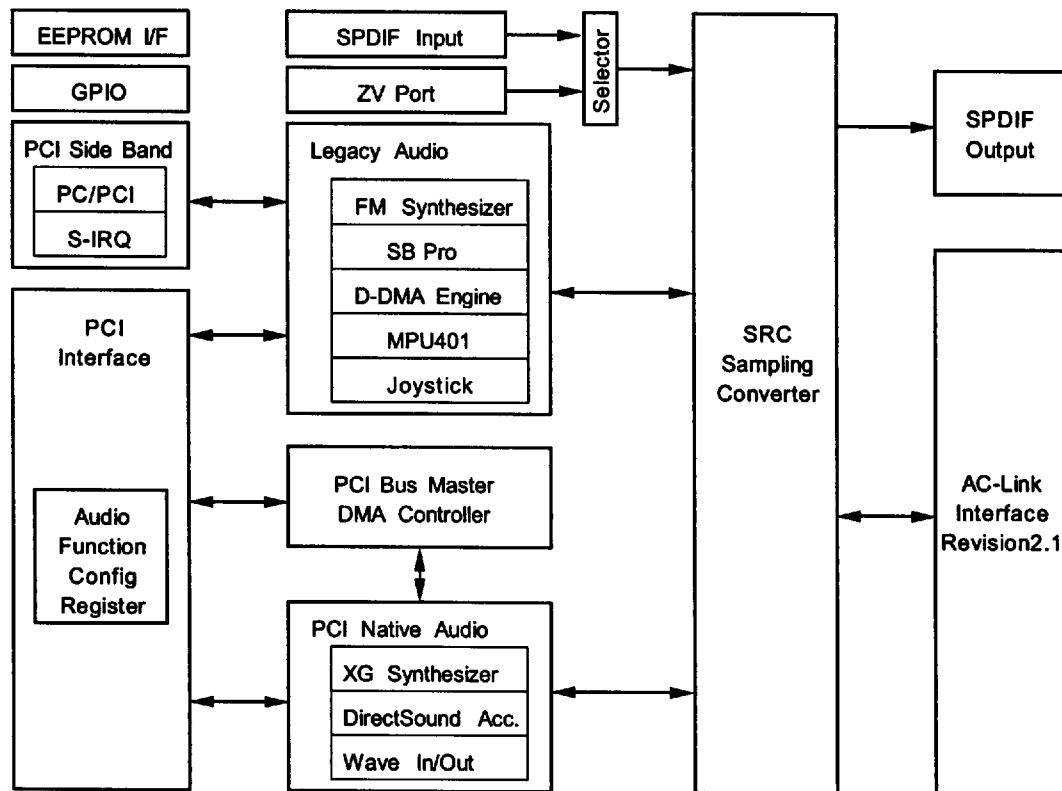 EEPROM I/F
GPIO
PCI Side Band
PC/PCI
S-IRQ
PCI
Interface
Audio
Function
Config
Register
SPDIF Input
ZV Port
Selector
Legacy Audio
FM Synthesizer
SB Pro
D-DMA Engine
MPU401
Joystick
PCI Bus Master
DMA Controller
PCI Native Audio
XG Synthesizer
DirectSound Acc.
Wave In/Out
SRC
Sampling
Converter
SPDIF
Output
AC-Link
Interface
Revision2.1